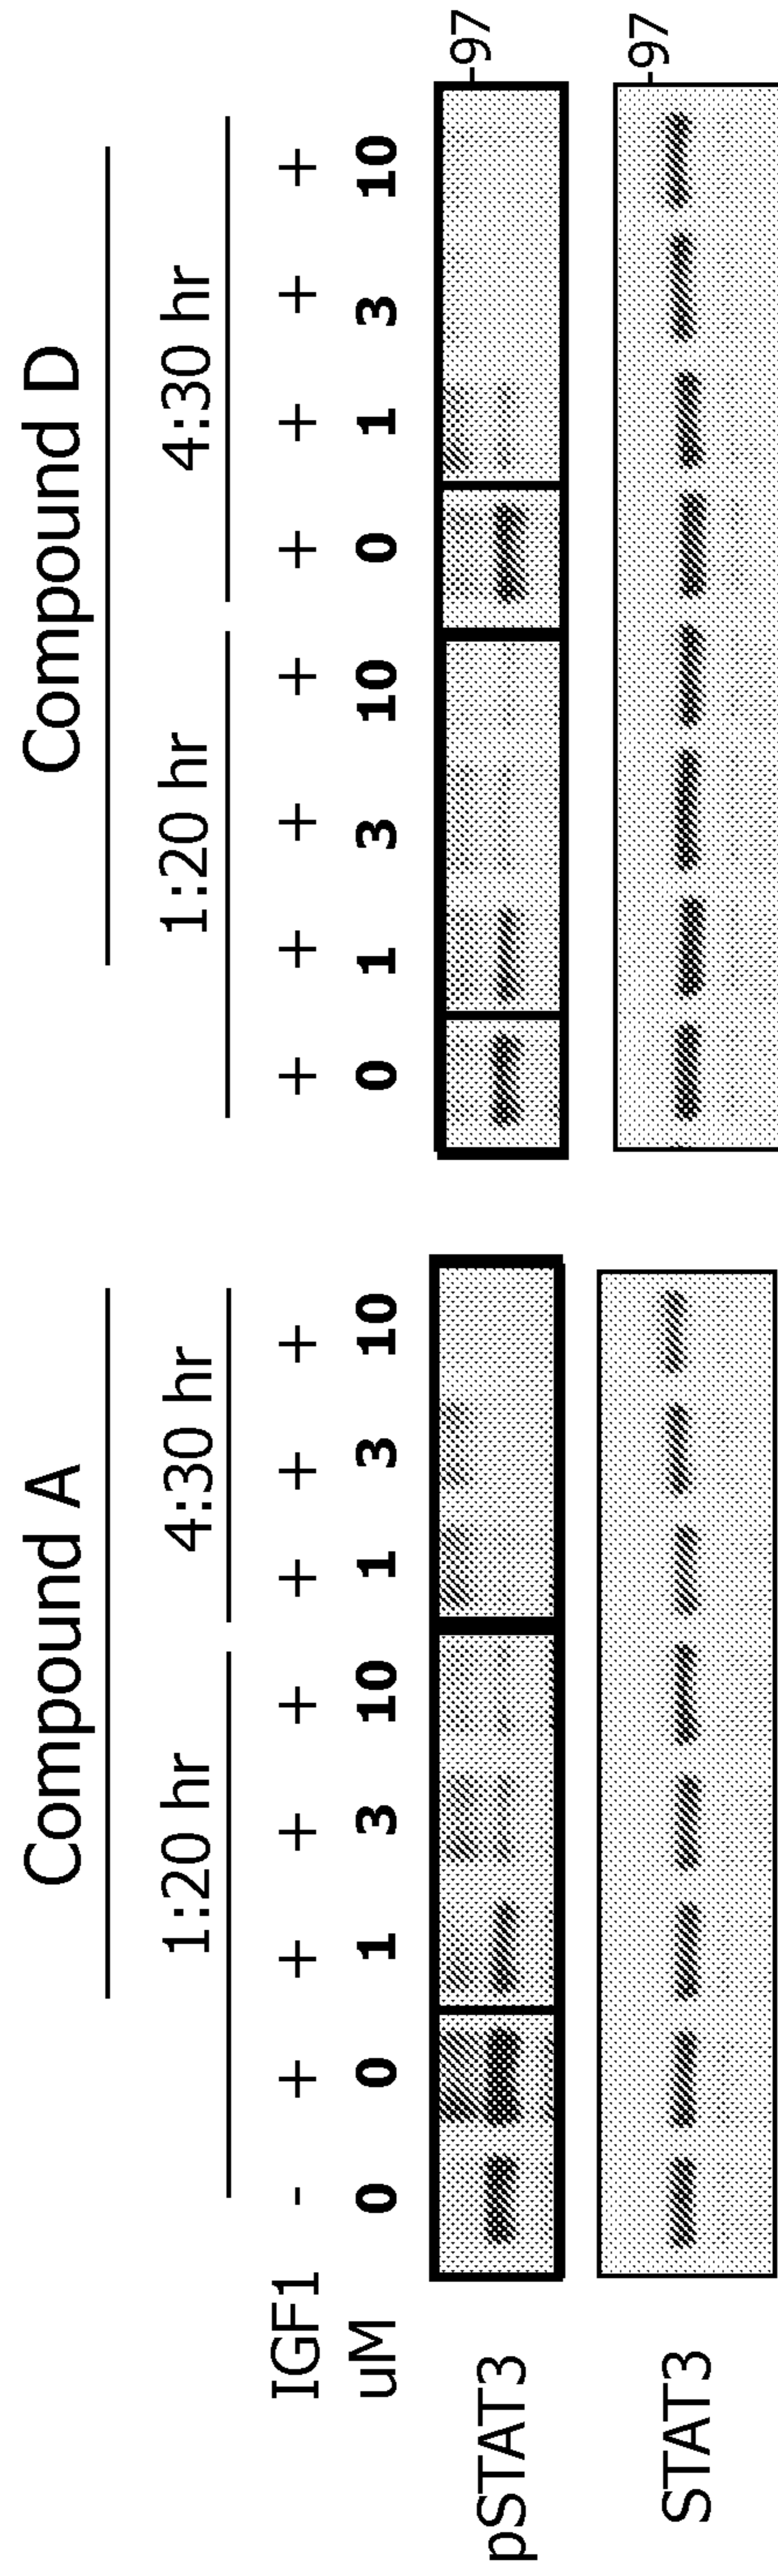 Compound A Compound D
1:20 hr 4:30 hr 1:20 hr 4:30 hr
IGF1 - + + + + + + + + + + + + + + +
uM 0 0 1 3 10 1 3 10 0 1 3 10 0 1 3 10
pSTAT3 -97
STAT3 -97